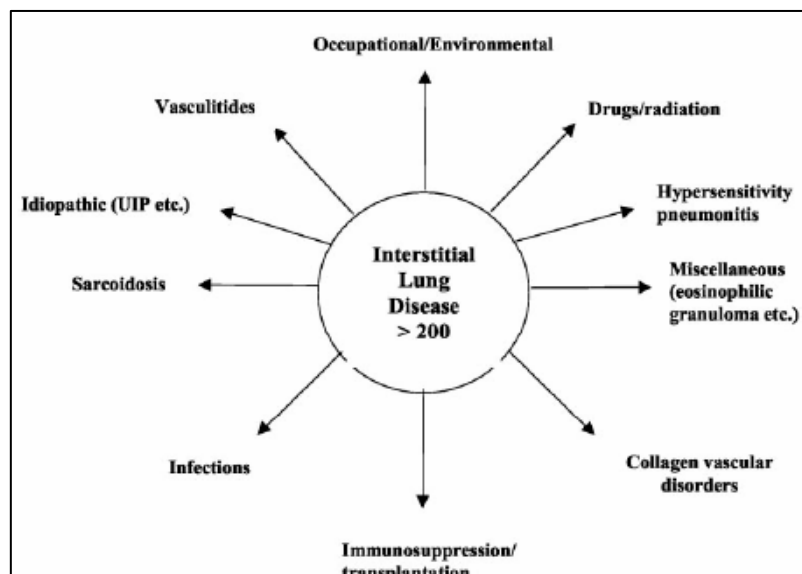 Occupational/Environmental
Vasculitides
Drugs/radiation
Idiopathic (UIP etc.)
Hypersensitivity
pneumonitis
Interstitial
Lung
Disease
> 200
Sarcoidosis
Miscellaneous
(eosinophilic
granuloma etc.)
Infections
Collagen vascular
disorders
Immunosuppression/
transplantation